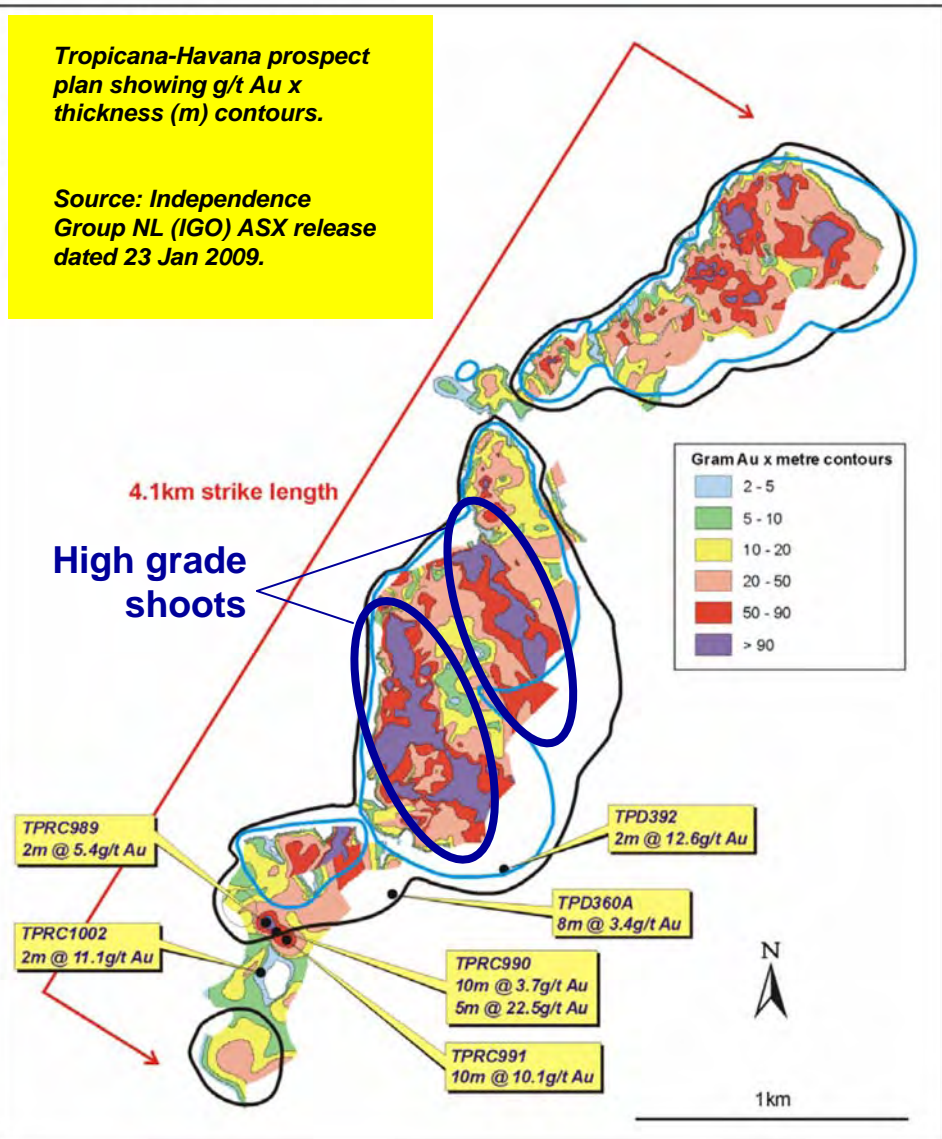 Tropicana-Havana prospect
plan showing g/t Au x
thickness (m) contours.
Source: Independence
Group NL (IGO) ASX release
dated 23 Jan 2009.
4.1km strike length
High grade
shoots
Gram Au x metre contours
2 - 5
5 - 10
10 - 20
20 - 50
50 - 90
> 90
TPRC989
2m @ 5.4g/t Au
TPD392
2m @ 12.6g/t Au
TPD360A
8m @ 3.4g/t Au
TPRC1002
2m @ 11.1g/t Au
TPRC990
10m @ 3.7g/t Au
5m @ 22.5g/t Au
TPRC991
10m @ 10.1g/t Au
N
1km